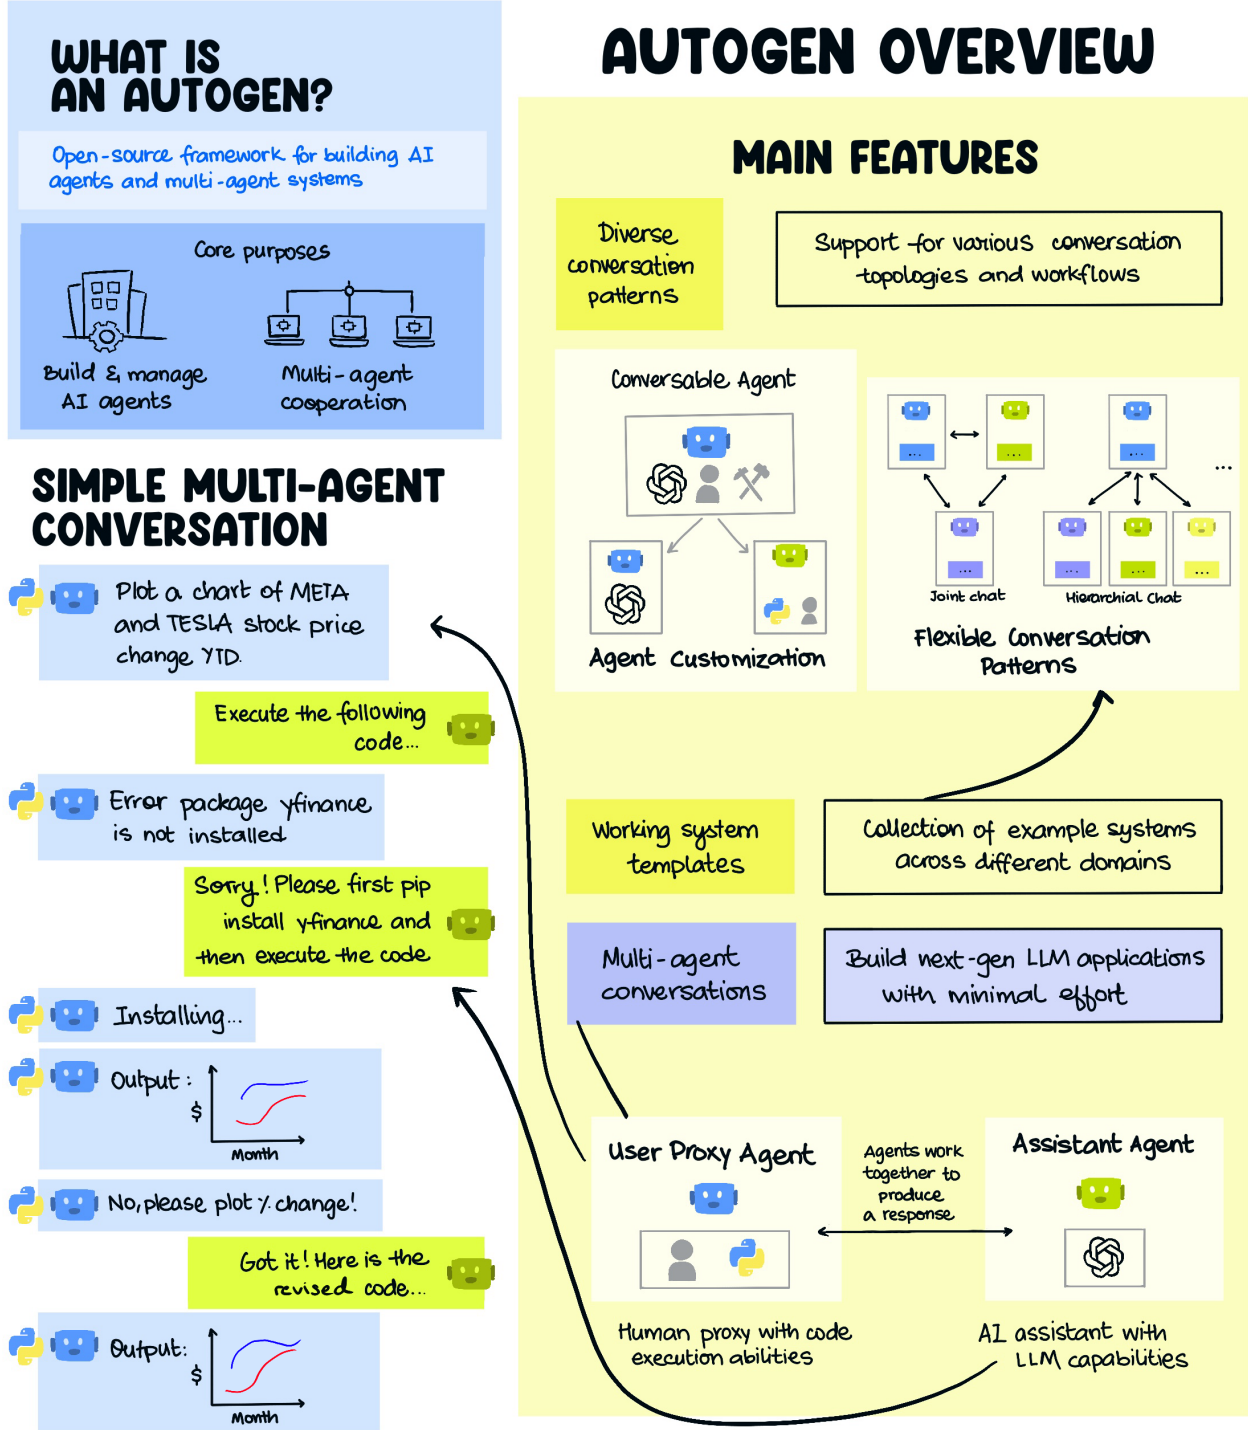 WHAT IS
AN AUTOGEN?
Open-source framework for building AI
agents and multi-agent systems
Core purposes
Build & manage
AI agents
Multi-agent
cooperation
SIMPLE MULTI-AGENT
CONVERSATION
Plot a chart of META
and TESLA stock price
change YTD.
Execute the following
code...
Error package yfinance
is not installed
Sorry! Please first pip
install yfinance and
then execute the code
Installing...
Output:
$
Month
No, please plot % change!
Got it! Here is the
revised code...
Output:
$
Month
AUTOGEN OVERVIEW
MAIN FEATURES
Diverse
conversation
patterns
Support for various conversation
topologies and workflows
Conversable Agent
Agent Customization
...
...
...
...
...
...
...
...
Joint chat
Hierarchial Chat
Flexible Conversation
Patterns
Working system
templates
Collection of example systems
across different domains
Multi-agent
conversations
Build next-gen LLM applications
with minimal effort
User Proxy Agent
Agents work
together to
produce
a response
Assistant Agent
Human proxy with code
execution abilities
AI assistant with
LLM capabilities